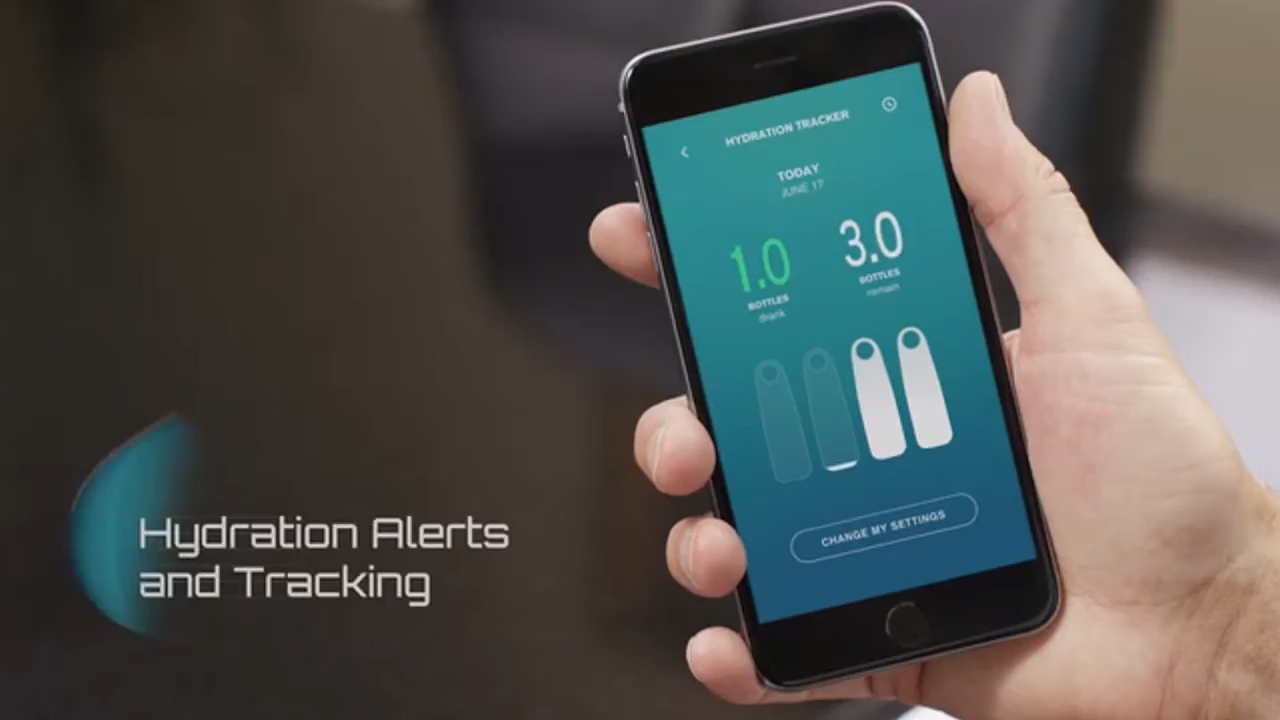 HYDRATION TRACKER
TODAY
JUNE 17
1.0
BOTTLES
drank
3.0
BOTTLES
remain
CHANGE MY SETTINGS
Hydration Alerts
and Tracking